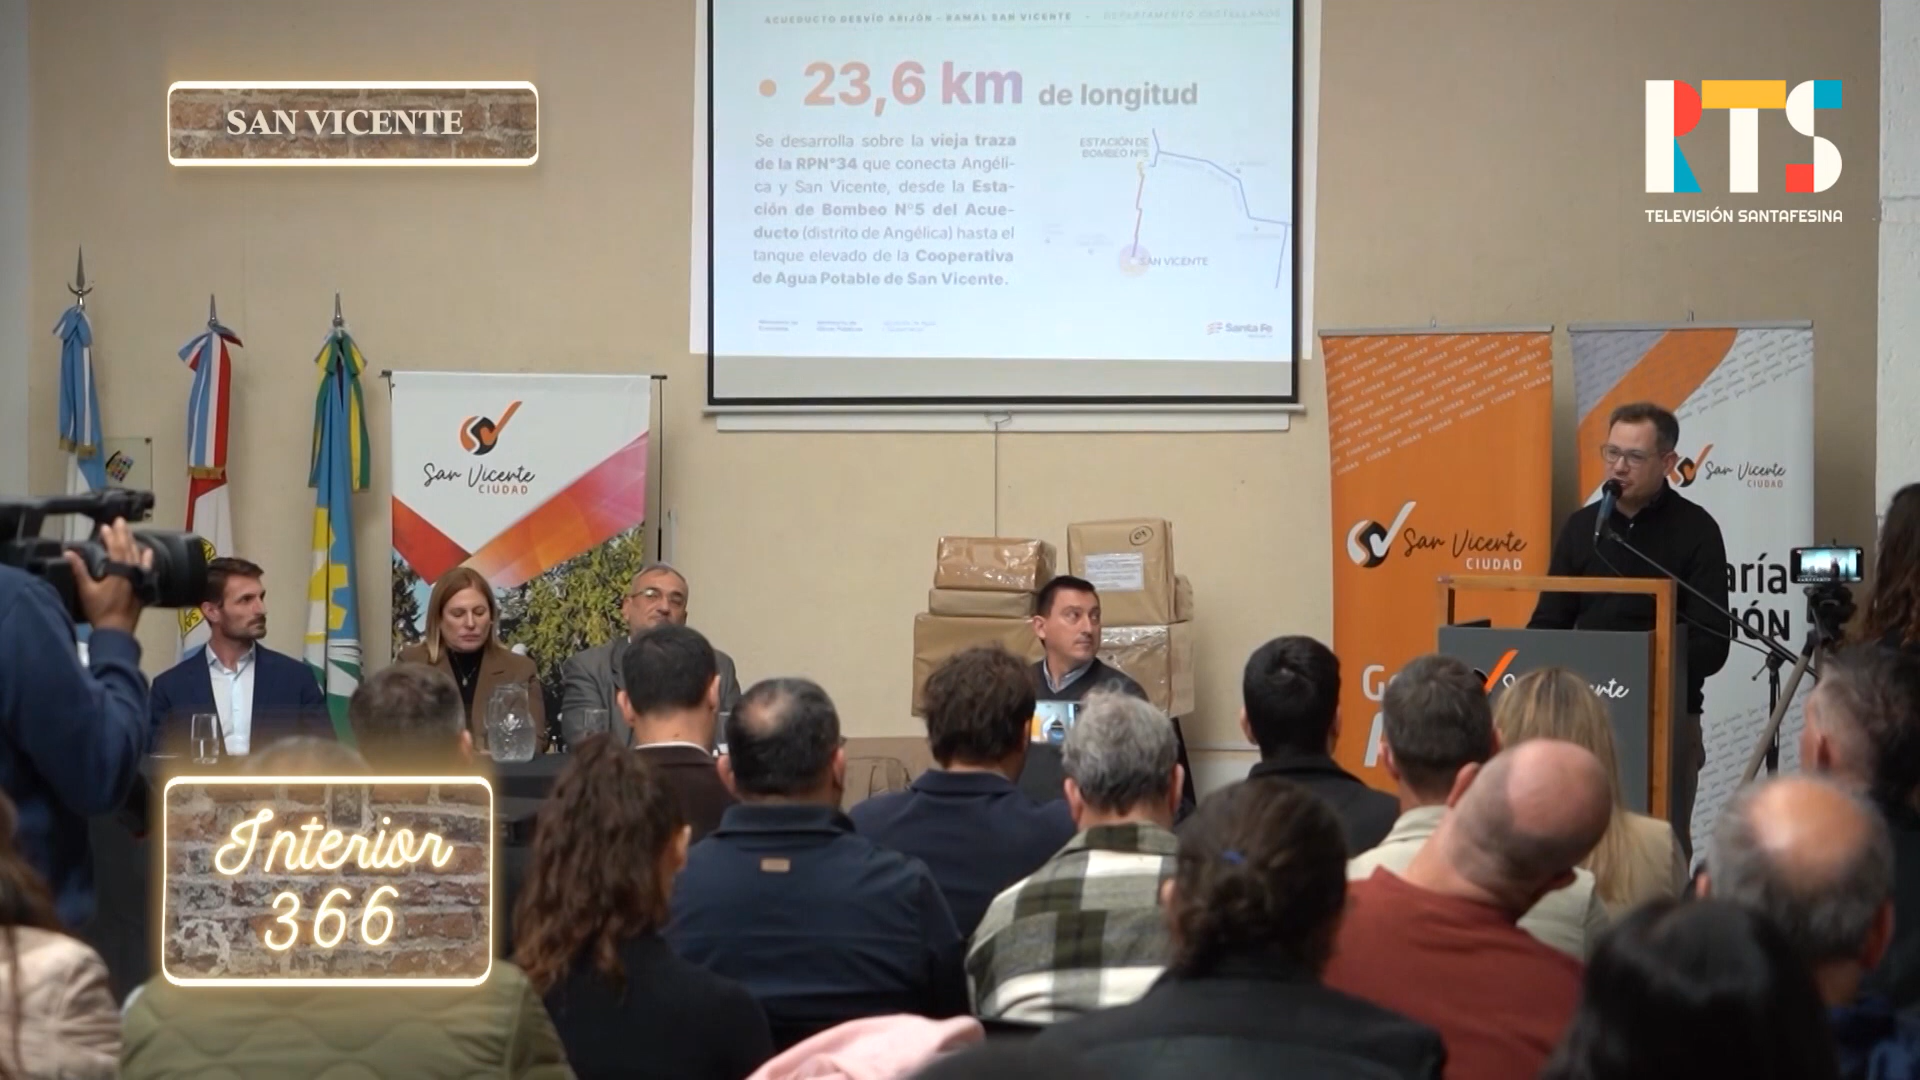 ACUEDUCTO DESVÍO ARIJÓN - RAMAL SAN VICENTE - DEPARTAMENTO CASTELLANOS
• 23,6 km de longitud
Se desarrolla sobre la vieja traza
de la RPN°34 que conecta Angéli-
ca y San Vicente, desde la Esta-
ción de Bombeo N°5 del Acue-
ducto (distrito de Angélica) hasta el
tanque elevado de la Cooperativa
de Agua Potable de San Vicente.
ESTACIÓN DE
BOMBEO N°5
SAN VICENTE
Santa Fe
SAN VICENTE
RTS
TELEVISIÓN SANTAFESINA
San Vicente
CIUDAD
San Vicente
CIUDAD
San Vicente
CIUDAD
aría
IÓN
Interior
366